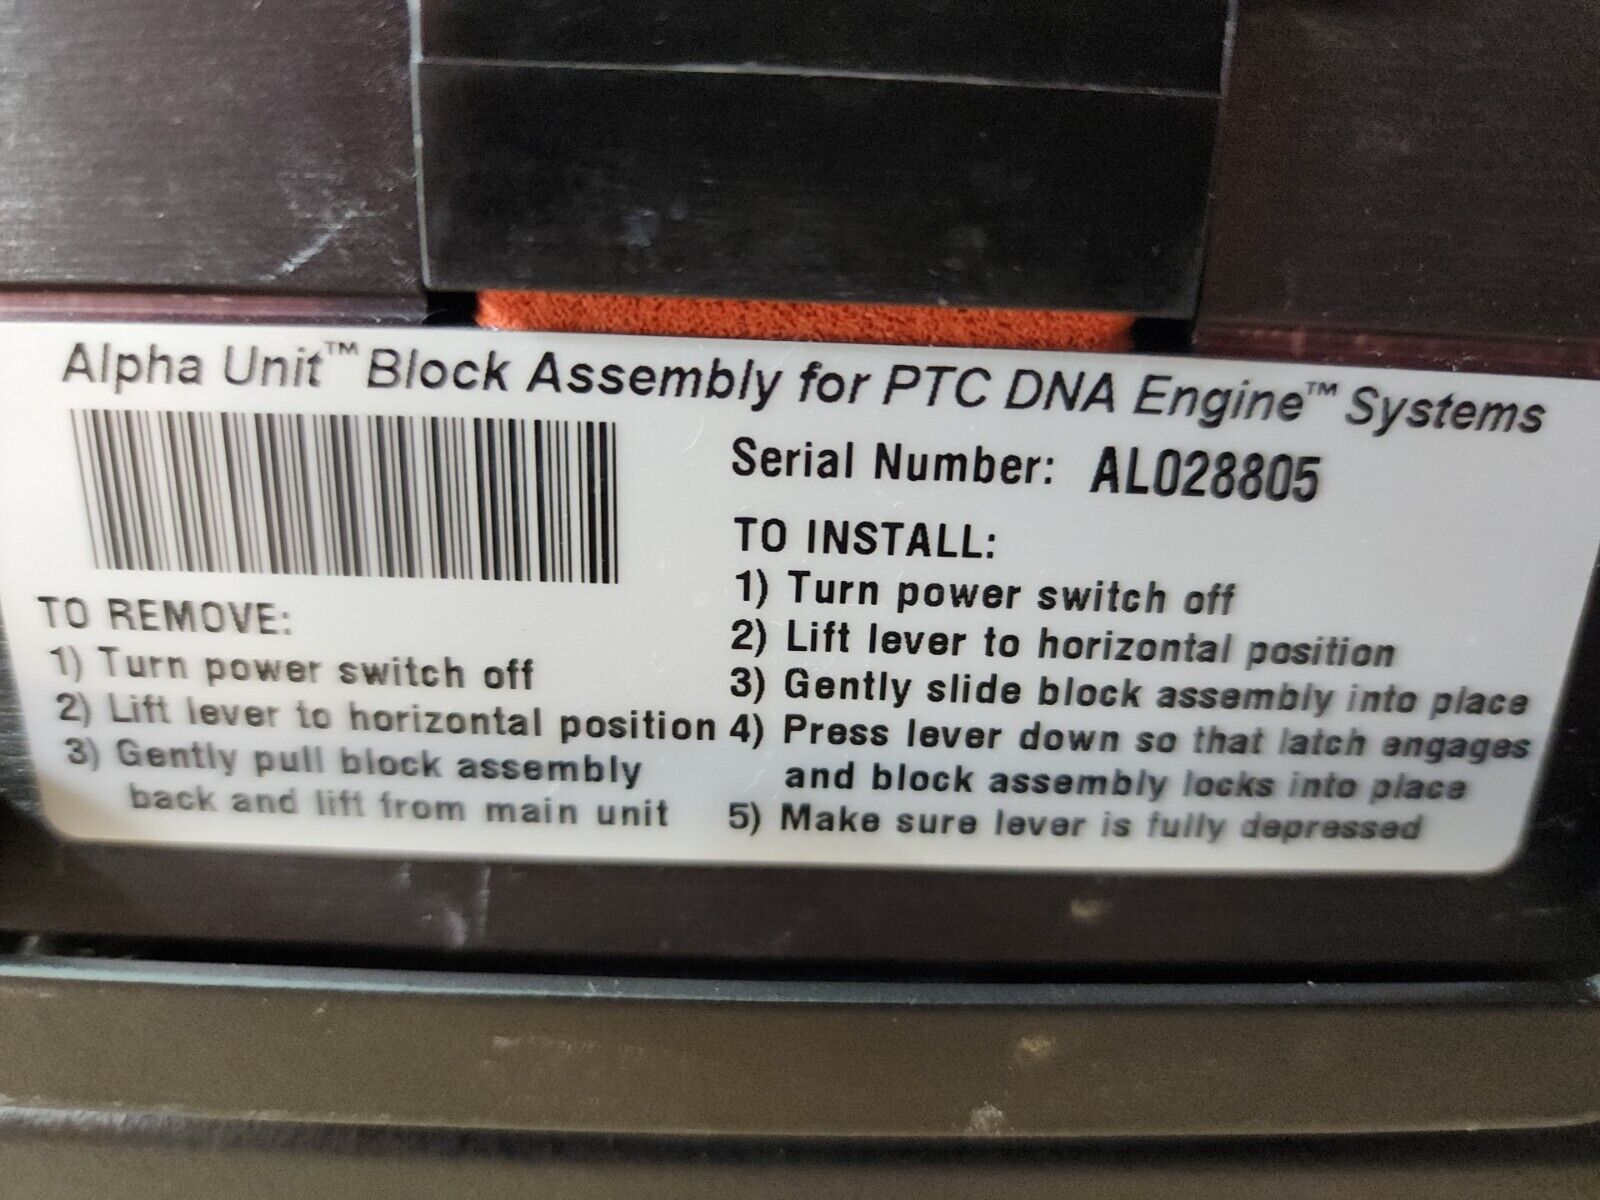 Alpha Unit™ Block Assembly for PTC DNA Engine™ Systems
Serial Number: AL028805
TO REMOVE:
1) Turn power switch off
2) Lift lever to horizontal position
3) Gently pull block assembly
back and lift from main unit
TO INSTALL:
1) Turn power switch off
2) Lift lever to horizontal position
3) Gently slide block assembly into place
4) Press lever down so that latch engages
and block assembly locks into place
5) Make sure lever is fully depressed